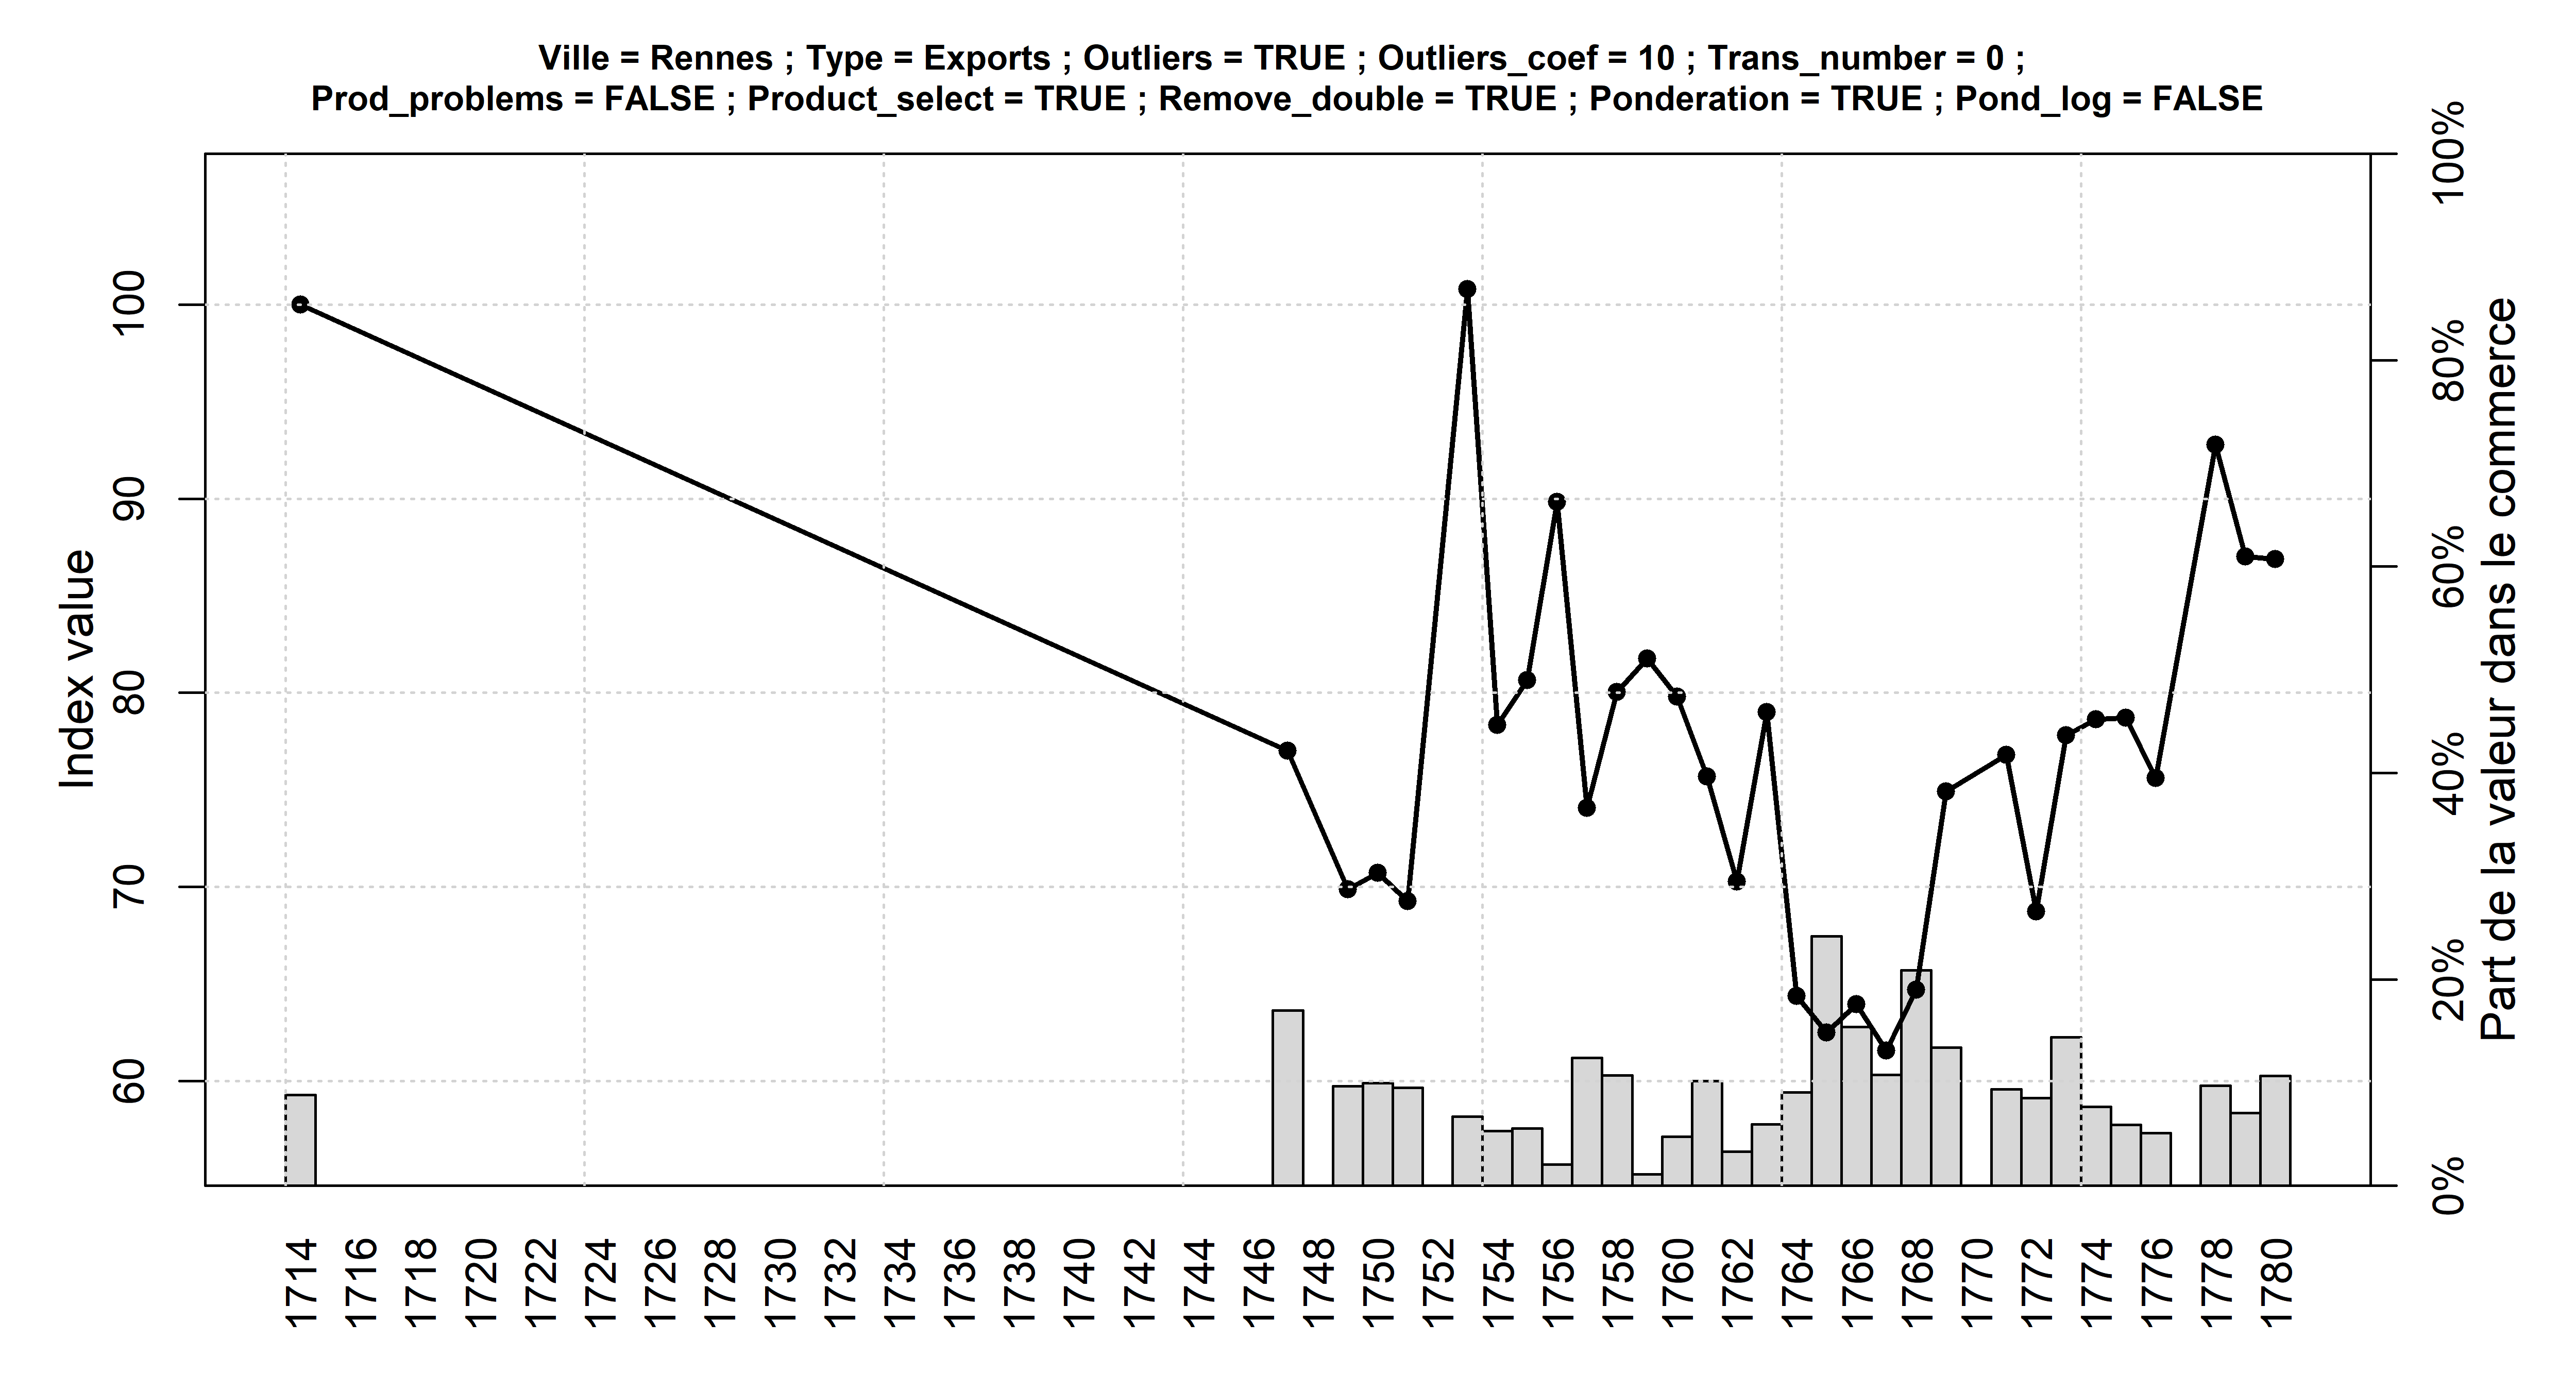 Ville = Rennes ; Type = Exports ; Outliers = TRUE ; Outliers_coef = 10 ; Trans_number = 0 ;
Prod_problems = FALSE ; Product_select = TRUE ; Remove_double = TRUE ; Ponderation = TRUE ; Pond_log = FALSE
Index value
100
90
80
70
60
100%
80%
60%
40%
20%
0%
Part de la valeur dans le commerce
1714 1716 1718 1720 1722 1724 1726 1728 1730 1732 1734 1736 1738 1740 1742 1744 1746 1748 1750 1752 1754 1756 1758 1760 1762 1764 1766 1768 1770 1772 1774 1776 1778 1780